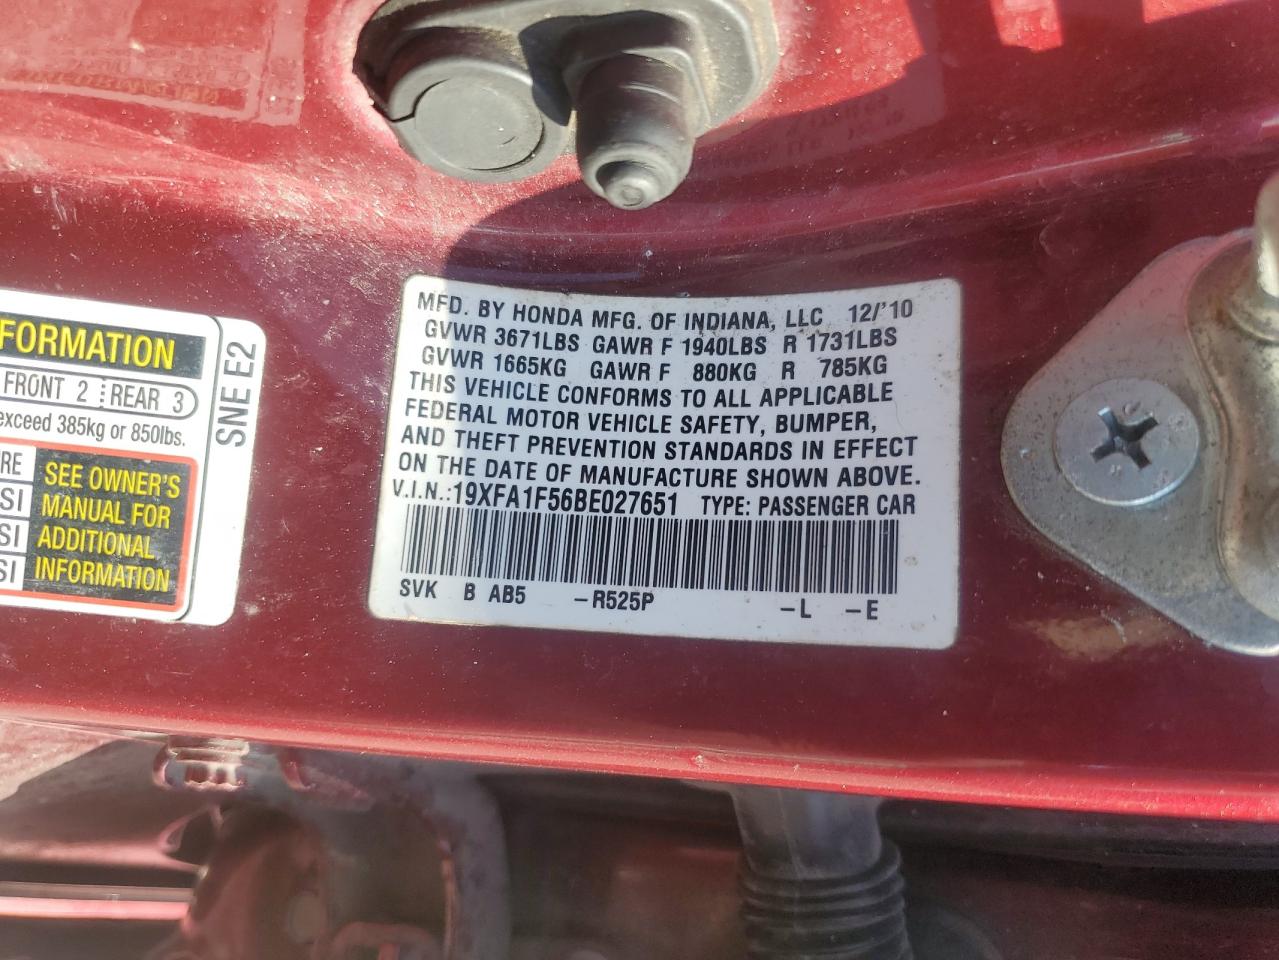 FORMATION
FRONT 2 REAR 3
exceed 385kg or 850lbs.
SNE E2
SEE OWNER'S
MANUAL FOR
ADDITIONAL
INFORMATION
MFD. BY HONDA MFG. OF INDIANA, LLC 12/'10
GVWR 3671LBS GAWR F 1940LBS R 1731LBS
GVWR 1665KG GAWR F 880KG R 785KG
THIS VEHICLE CONFORMS TO ALL APPLICABLE
FEDERAL MOTOR VEHICLE SAFETY, BUMPER,
AND THEFT PREVENTION STANDARDS IN EFFECT
ON THE DATE OF MANUFACTURE SHOWN ABOVE.
V.I.N.:19XFA1F56BE027651 TYPE: PASSENGER CAR
SVK B AB5 -R525P -L -E